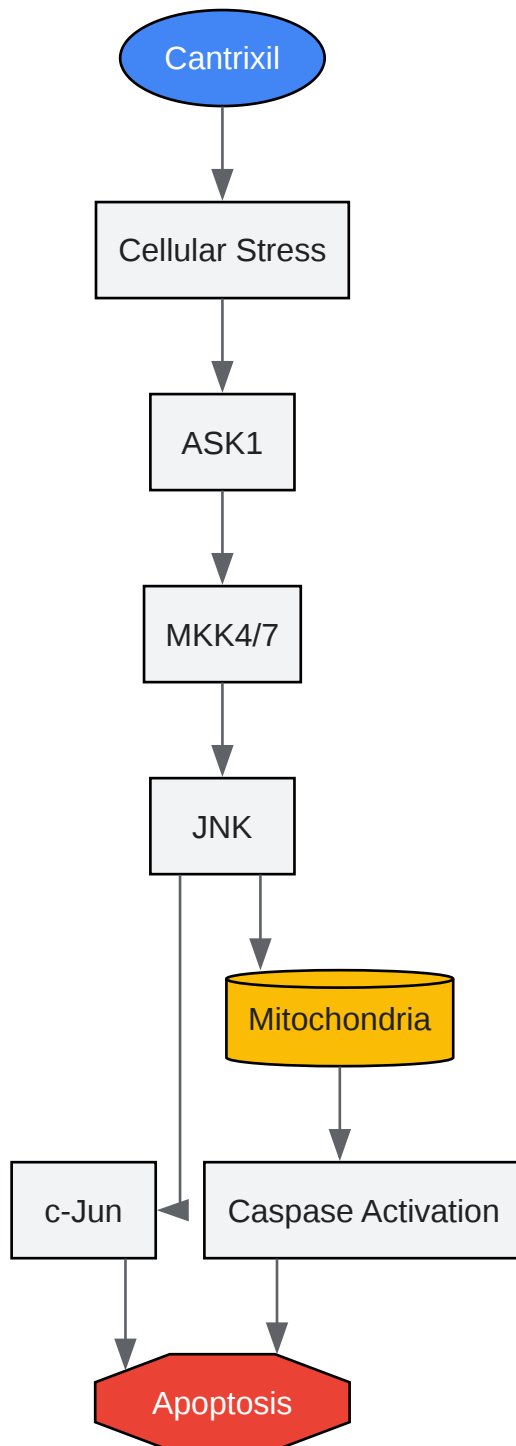 Cantrixil
Cellular Stress
ASK1
MKK4/7
JNK
Mitochondria
c-Jun
Caspase Activation
Apoptosis